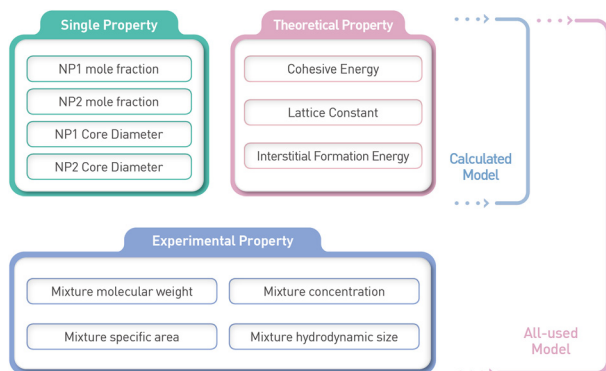 Single Property
NP1 mole fraction
NP2 mole fraction
NP1 Core Diameter
NP2 Core Diameter
Theoretical Property
Cohesive Energy
Lattice Constant
Interstitial Formation Energy
Calculated
Model
Experimental Property
Mixture molecular weight
Mixture concentration
Mixture specific area
Mixture hydrodynamic size
All-used
Model